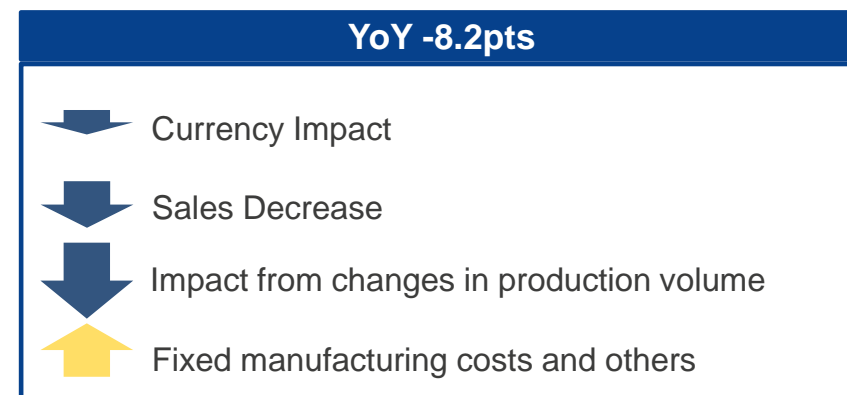 YoY -8.2pts
Currency Impact
Sales Decrease
Impact from changes in production volume
Fixed manufacturing costs and others